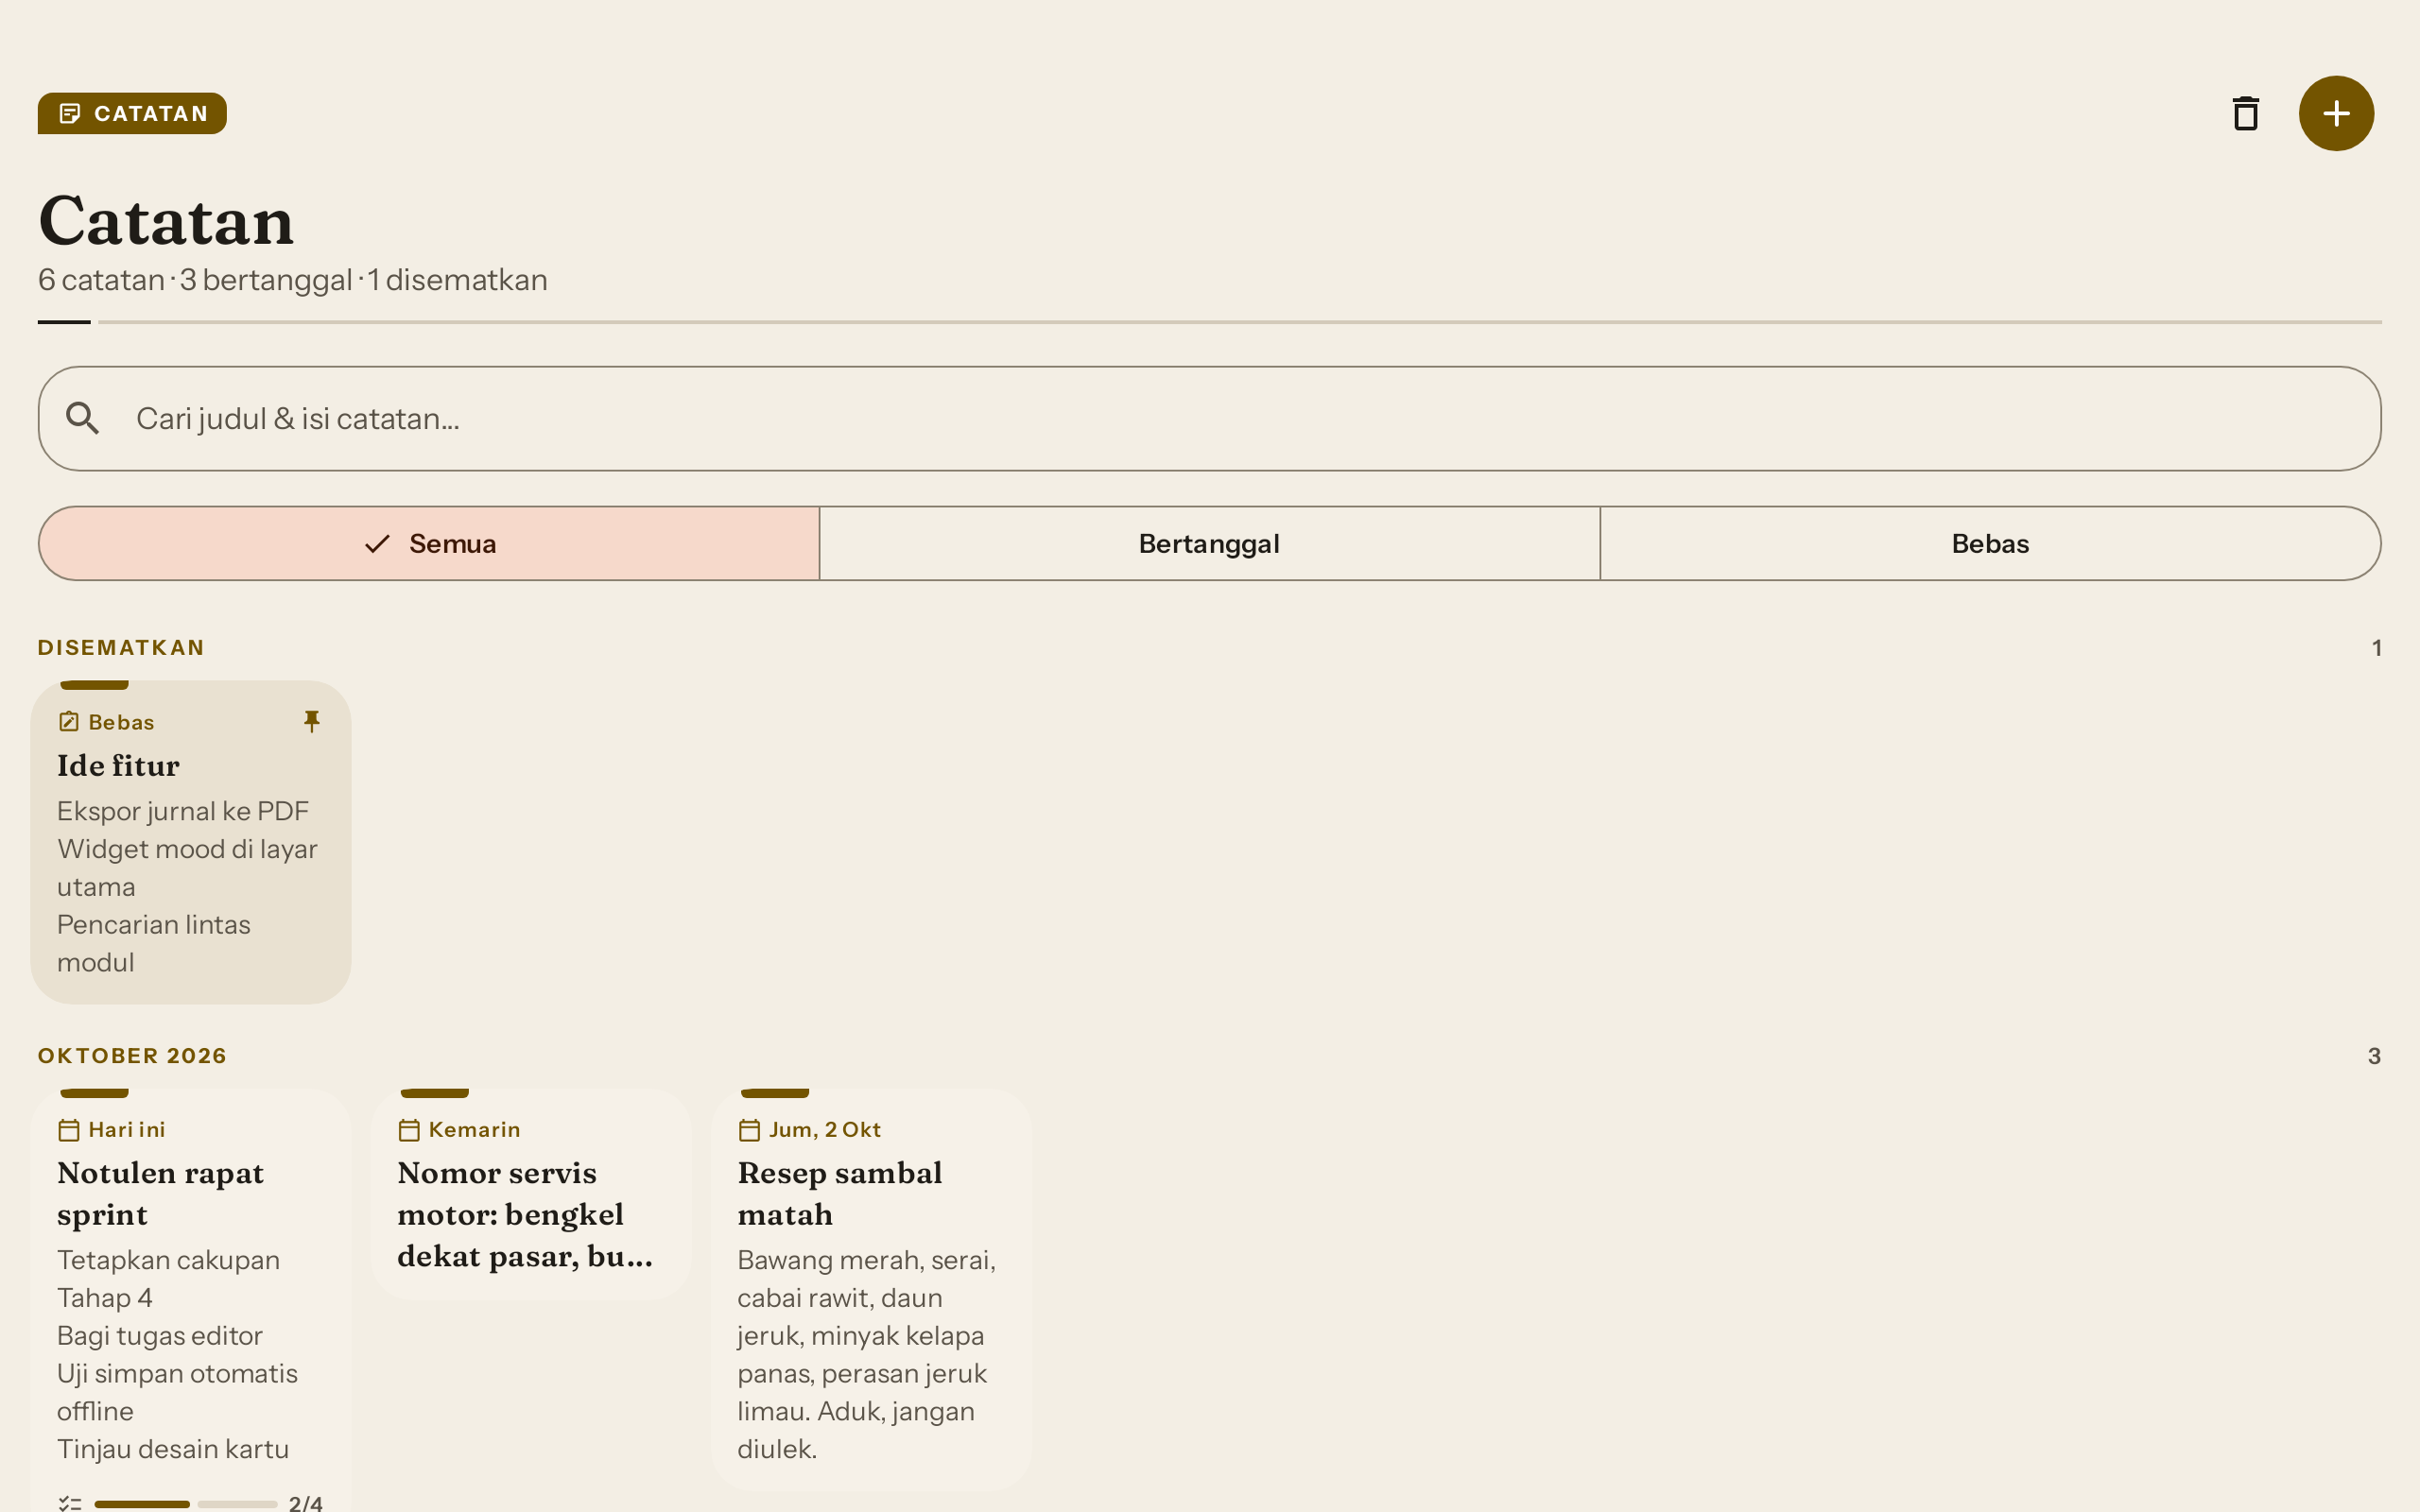 CATATAN
Catatan
6 catatan · 3 bertanggal · 1 disematkan
Cari judul & isi catatan...
Semua
Bertanggal
Bebas
DISEMATKAN
1
Bebas
Ide fitur
Ekspor jurnal ke PDF
Widget mood di layar
utama
Pencarian lintas
modul
OKTOBER 2026
3
Hari ini
Notulen rapat
sprint
Tetapkan cakupan
Tahap 4
Bagi tugas editor
Uji simpan otomatis
offline
Tinjau desain kartu
2/4
Kemarin
Nomor servis
motor: bengkel
dekat pasar, bu...
Jum, 2 Okt
Resep sambal
matah
Bawang merah, serai,
cabai rawit, daun
jeruk, minyak kelapa
panas, perasan jeruk
limau. Aduk, jangan
diulek.